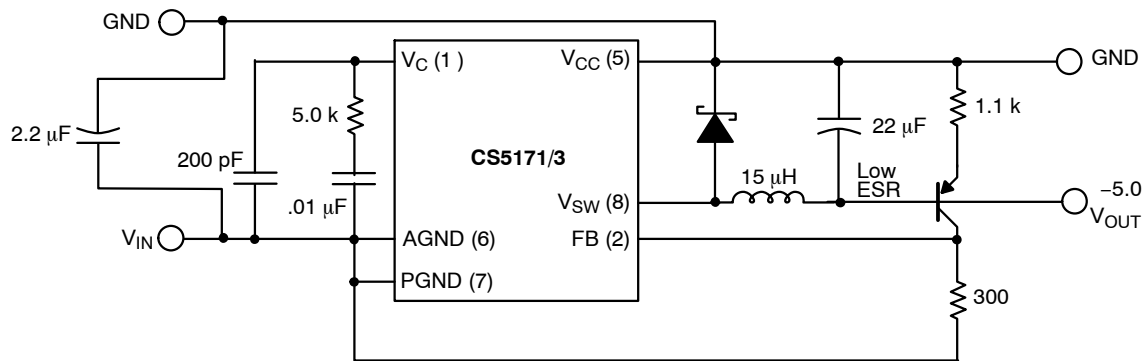 GND
V_C (1 )
V_CC (5)
GND
2.2 μF
200 pF
5.0 k
.01 μF
CS5171/3
22 μF
1.1 k
15 μH
Low
ESR
V_SW (8)
−5.0
V_OUT
V_IN
AGND (6)
FB (2)
PGND (7)
300